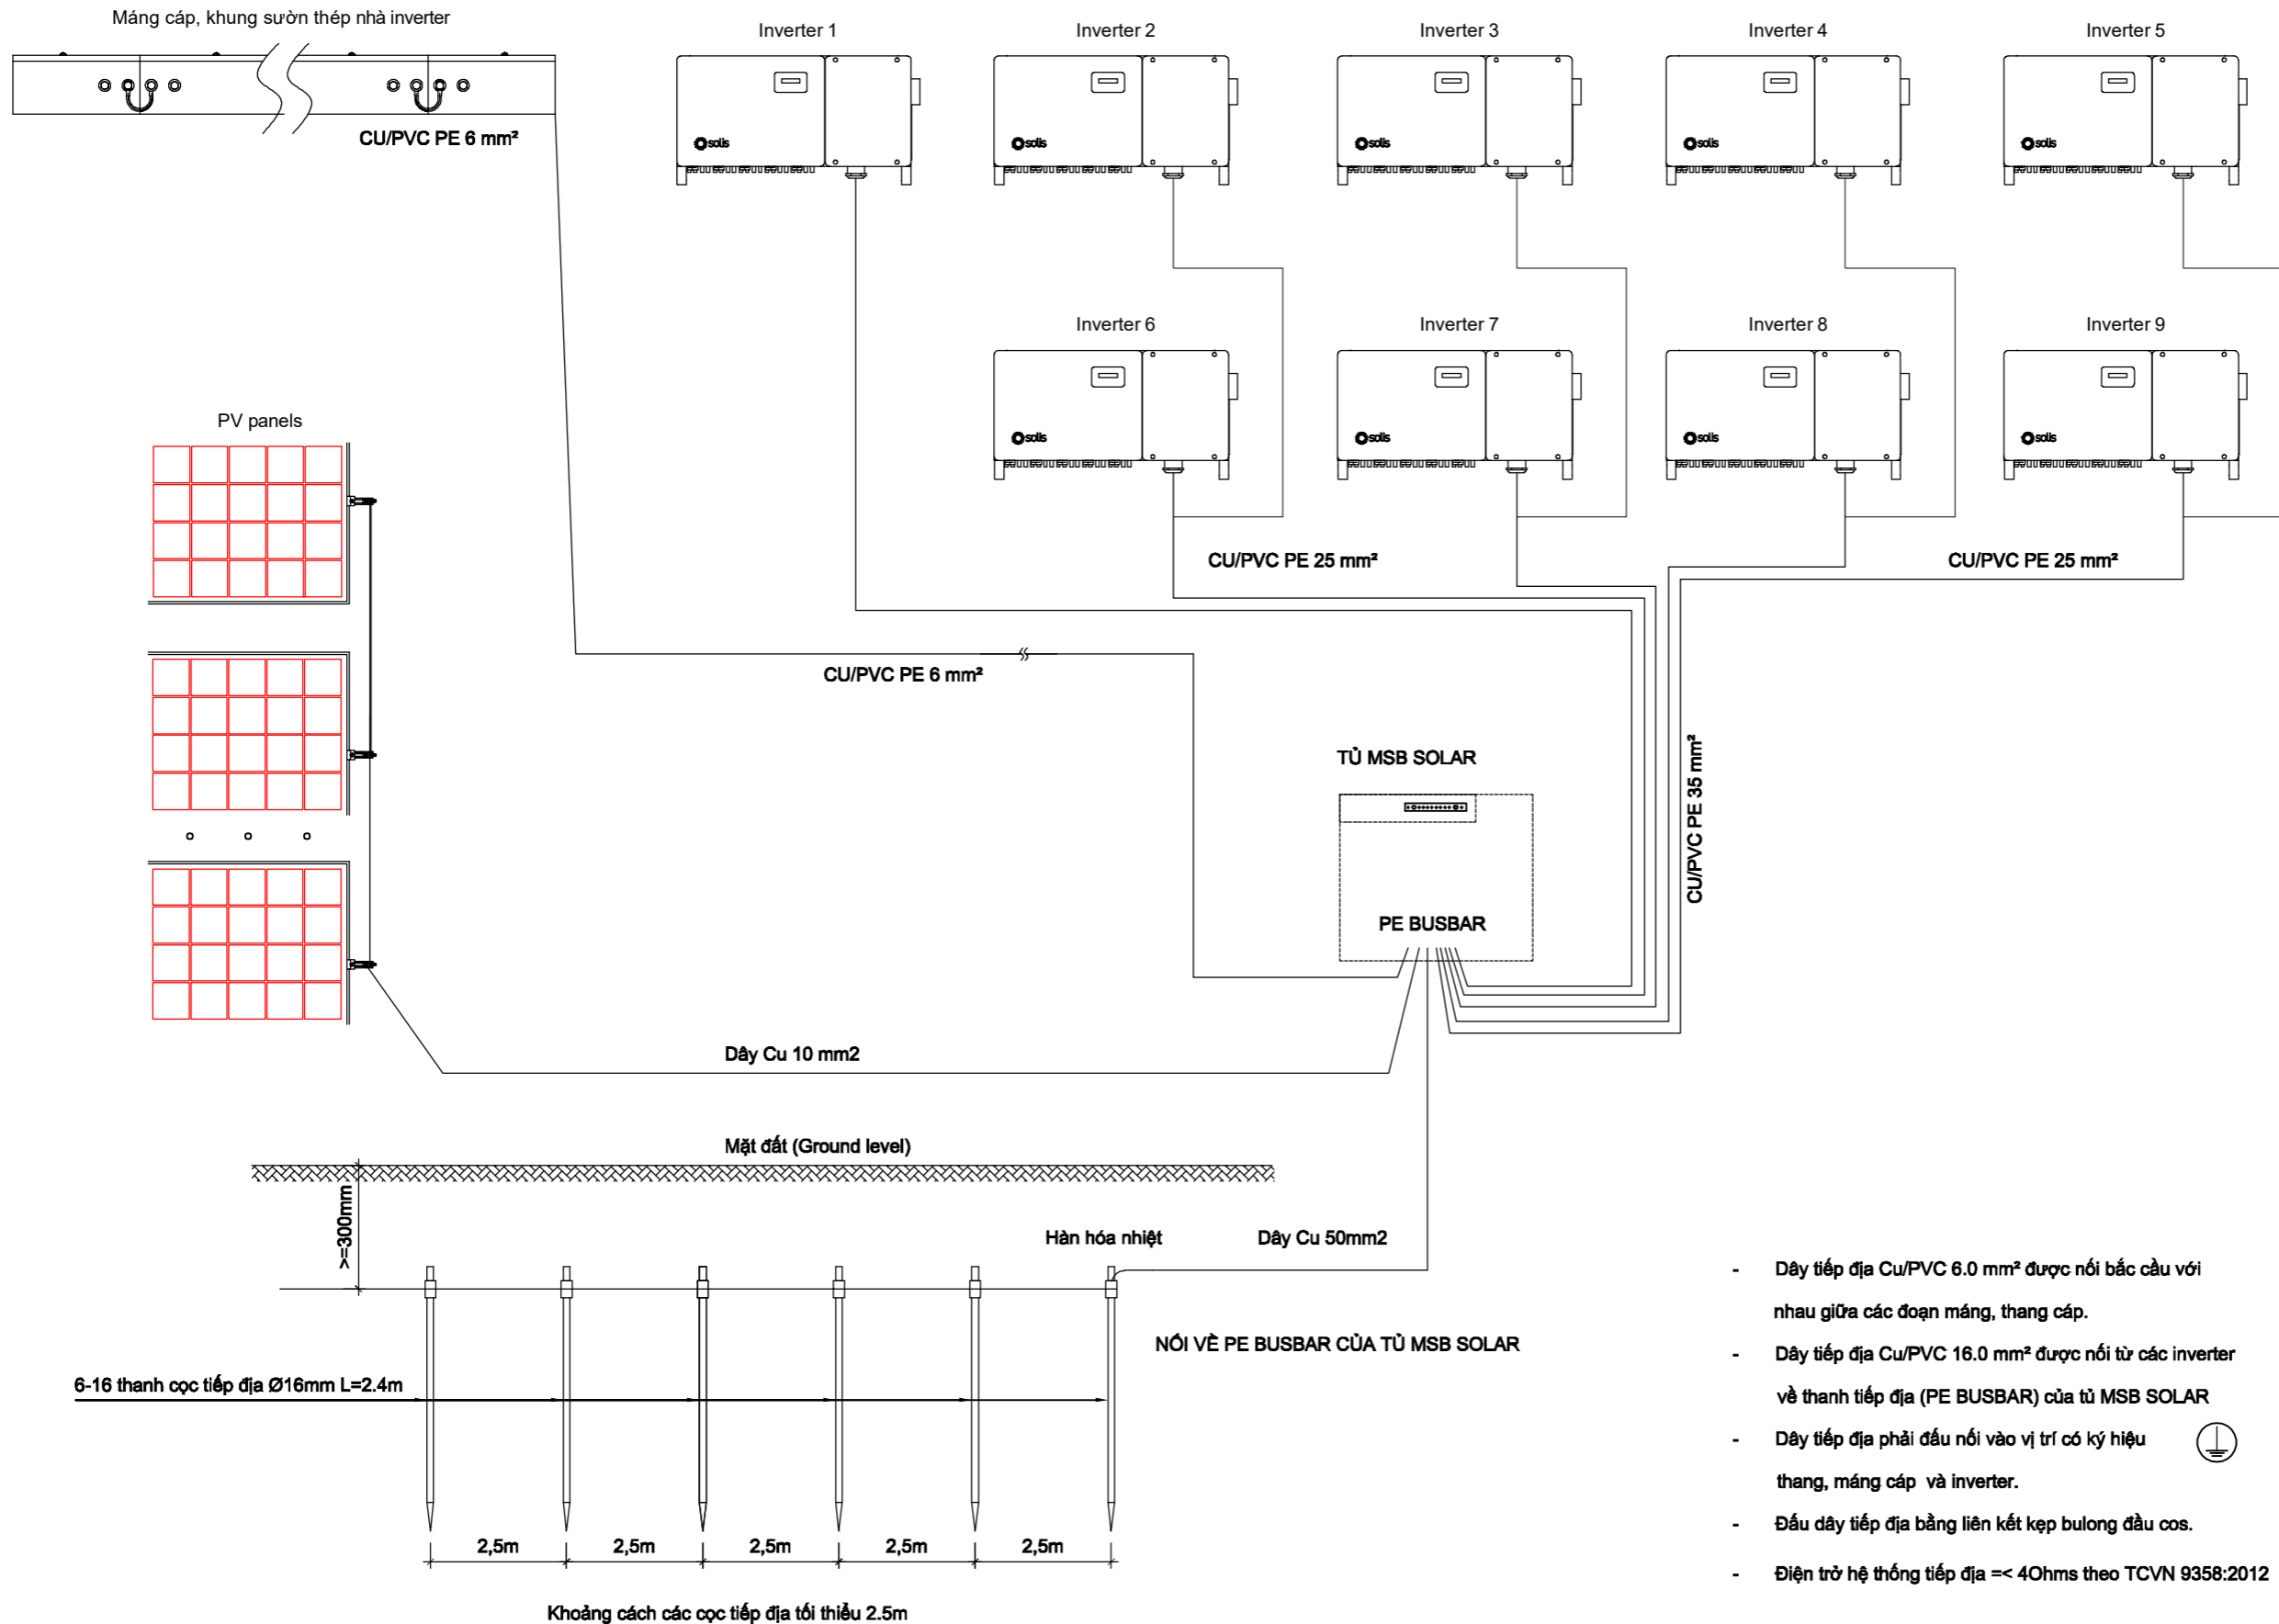 Máng cáp, khung sườn thép nhà inverter
CU/PVC PE 6 mm²
Inverter 1
Inverter 2
Inverter 3
Inverter 4
Inverter 5
solis
solis
solis
solis
solis
Inverter 6
Inverter 7
Inverter 8
Inverter 9
solis
solis
solis
solis
PV panels
CU/PVC PE 25 mm²
CU/PVC PE 25 mm²
CU/PVC PE 6 mm²
TỦ MSB SOLAR
CU/PVC PE 35 mm²
PE BUSBAR
Dây Cu 10 mm2
Mặt đất (Ground level)
>=300mm
Hàn hóa nhiệt
Dây Cu 50mm2
NỐI VỀ PE BUSBAR CỦA TỦ MSB SOLAR
6-16 thanh cọc tiếp địa Ø16mm L=2.4m
2,5m
2,5m
2,5m
2,5m
2,5m
Khoảng cách các cọc tiếp địa tối thiểu 2.5m
- Dây tiếp địa Cu/PVC 6.0 mm² được nối bắc cầu với
nhau giữa các đoạn máng, thang cáp.
- Dây tiếp địa Cu/PVC 16.0 mm² được nối từ các inverter
về thanh tiếp địa (PE BUSBAR) của tủ MSB SOLAR
- Dây tiếp địa phải đấu nối vào vị trí có ký hiệu
thang, máng cáp và inverter.
- Đấu dây tiếp địa bằng liên kết kẹp bulong đầu cos.
- Điện trở hệ thống tiếp địa =< 4Ohms theo TCVN 9358:2012